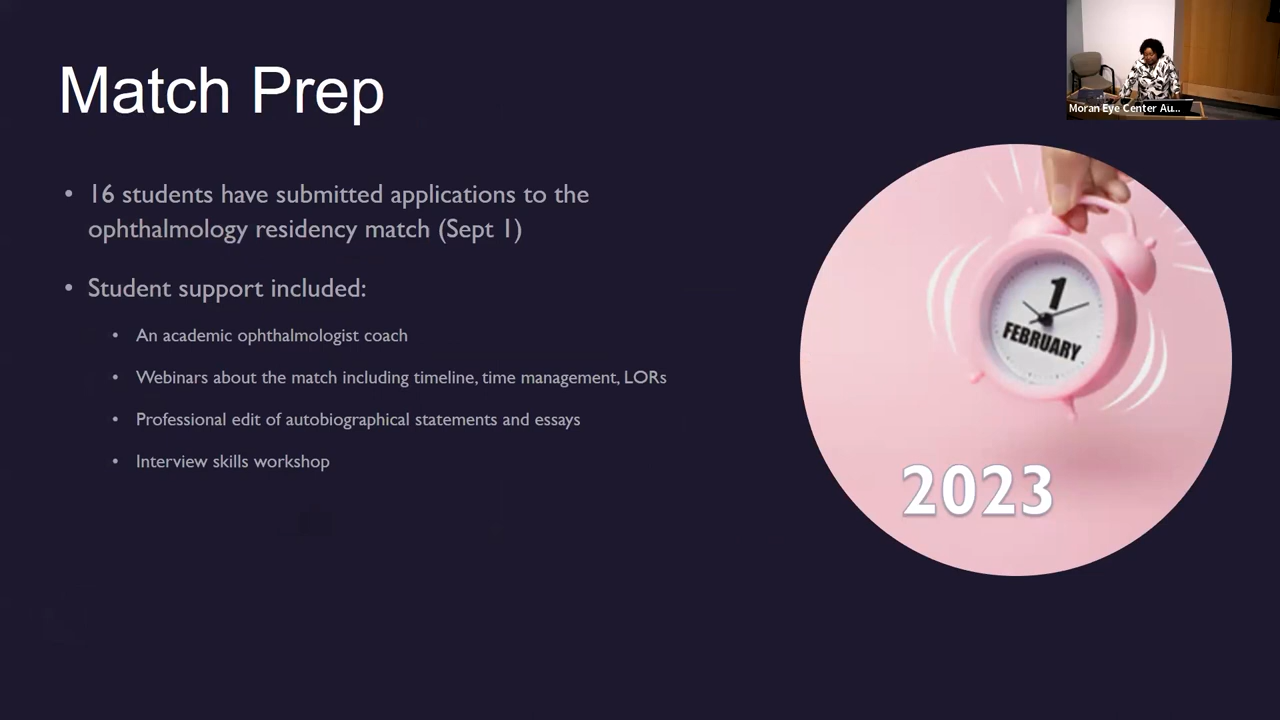 Match Prep
Moran Eye Center Au...
• 16 students have submitted applications to the
ophthalmology residency match (Sept 1)
• Student support included:
• An academic ophthalmologist coach
• Webinars about the match including timeline, time management, LORs
• Professional edit of autobiographical statements and essays
• Interview skills workshop
1
FEBRUARY
2023